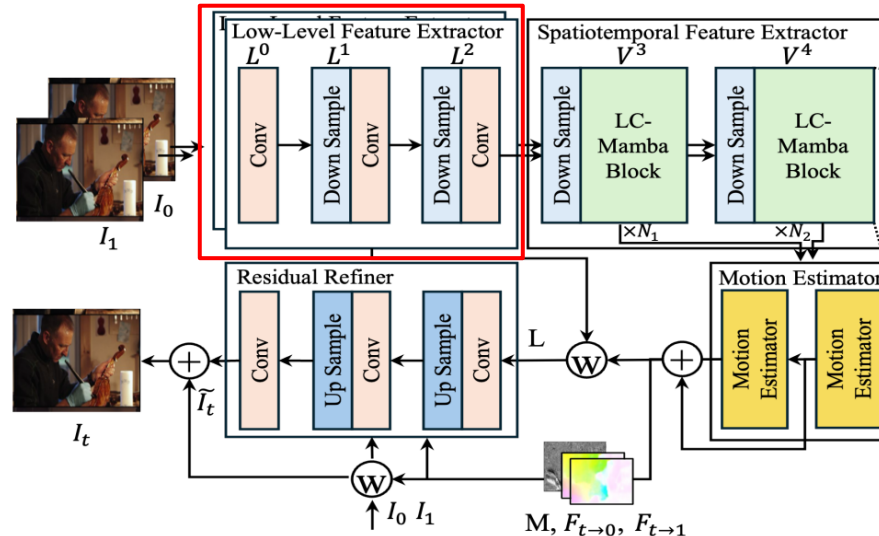 Low-Level Feature Extractor
L⁰ L¹ L²
Conv
Down Sample
Conv
Down Sample
Conv
Spatiotemporal Feature Extractor
V³ V⁴
Down Sample
LC-
Mamba
Block
Down Sample
LC-
Mamba
Block
×N₁ ×N₂
I₀
I₁
Residual Refiner
Conv
Up Sample
Conv
Up Sample
Conv
L
W
+
Motion Estimator
Motion
Estimator
Motion
Estimator
+
Ĩₜ
Iₜ
W
I₀ I₁
M, Fₜ→₀, Fₜ→₁